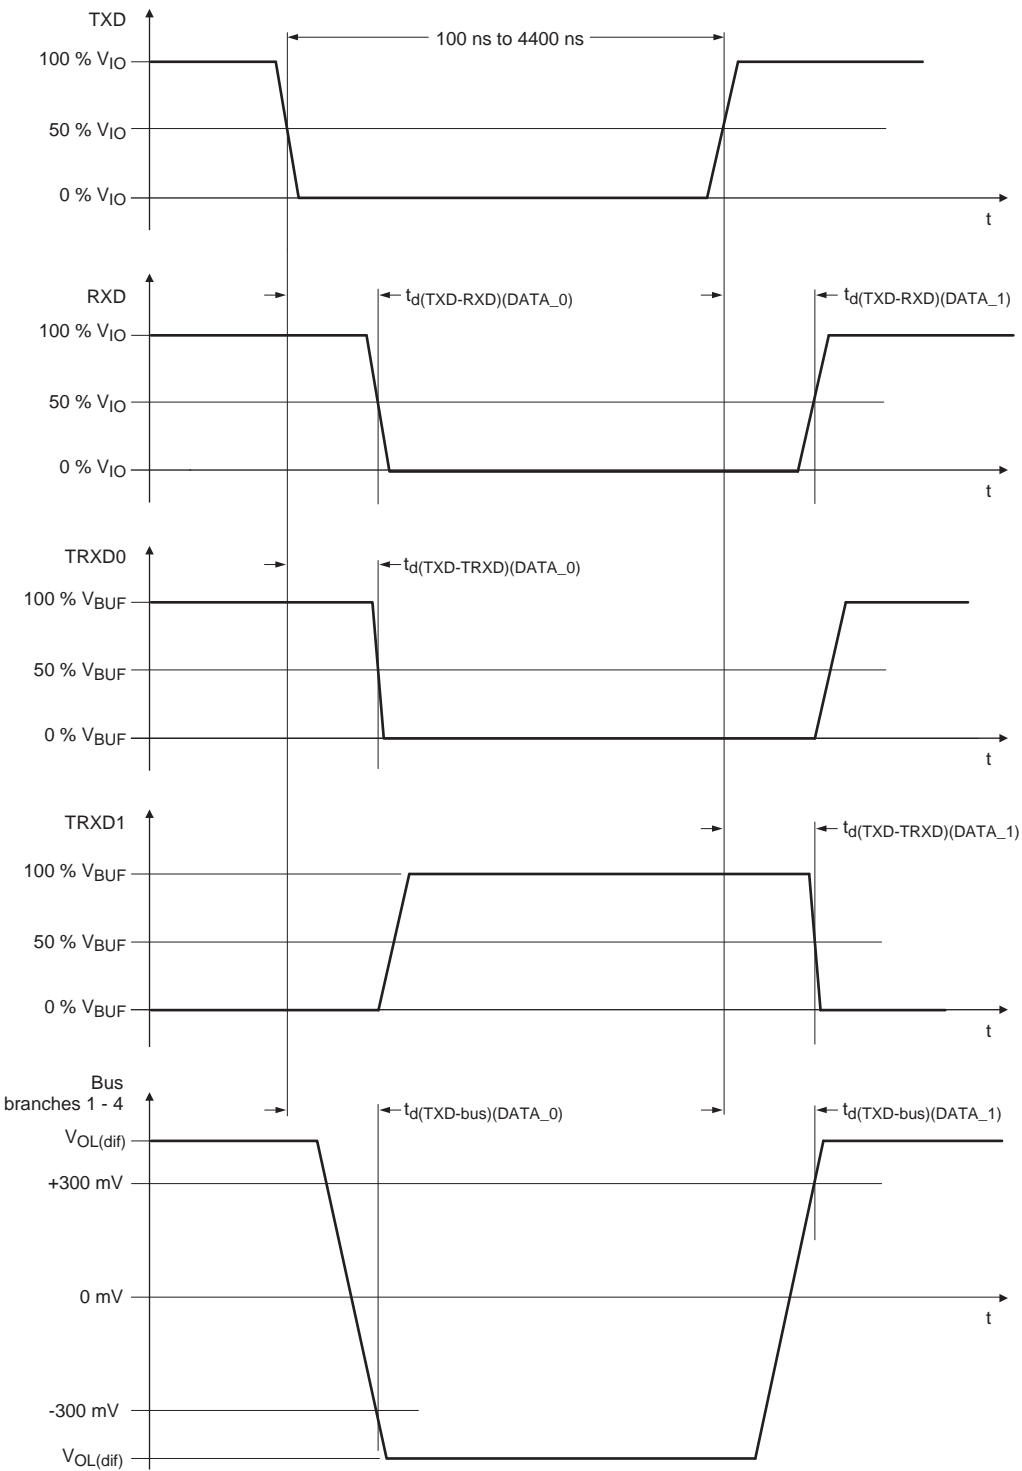 TXD
100 ns to 4400 ns
100 % VIO
50 % VIO
0 % VIO
t
RXD
td(TXD-RXD)(DATA_0)
td(TXD-RXD)(DATA_1)
100 % VIO
50 % VIO
0 % VIO
t
TRXD0
td(TXD-TRXD)(DATA_0)
100 % VBUF
50 % VBUF
0 % VBUF
t
TRXD1
td(TXD-TRXD)(DATA_1)
100 % VBUF
50 % VBUF
0 % VBUF
t
Bus
branches 1 - 4
td(TXD-bus)(DATA_0)
td(TXD-bus)(DATA_1)
VOL(dif)
+300 mV
0 mV
t
-300 mV
VOL(dif)